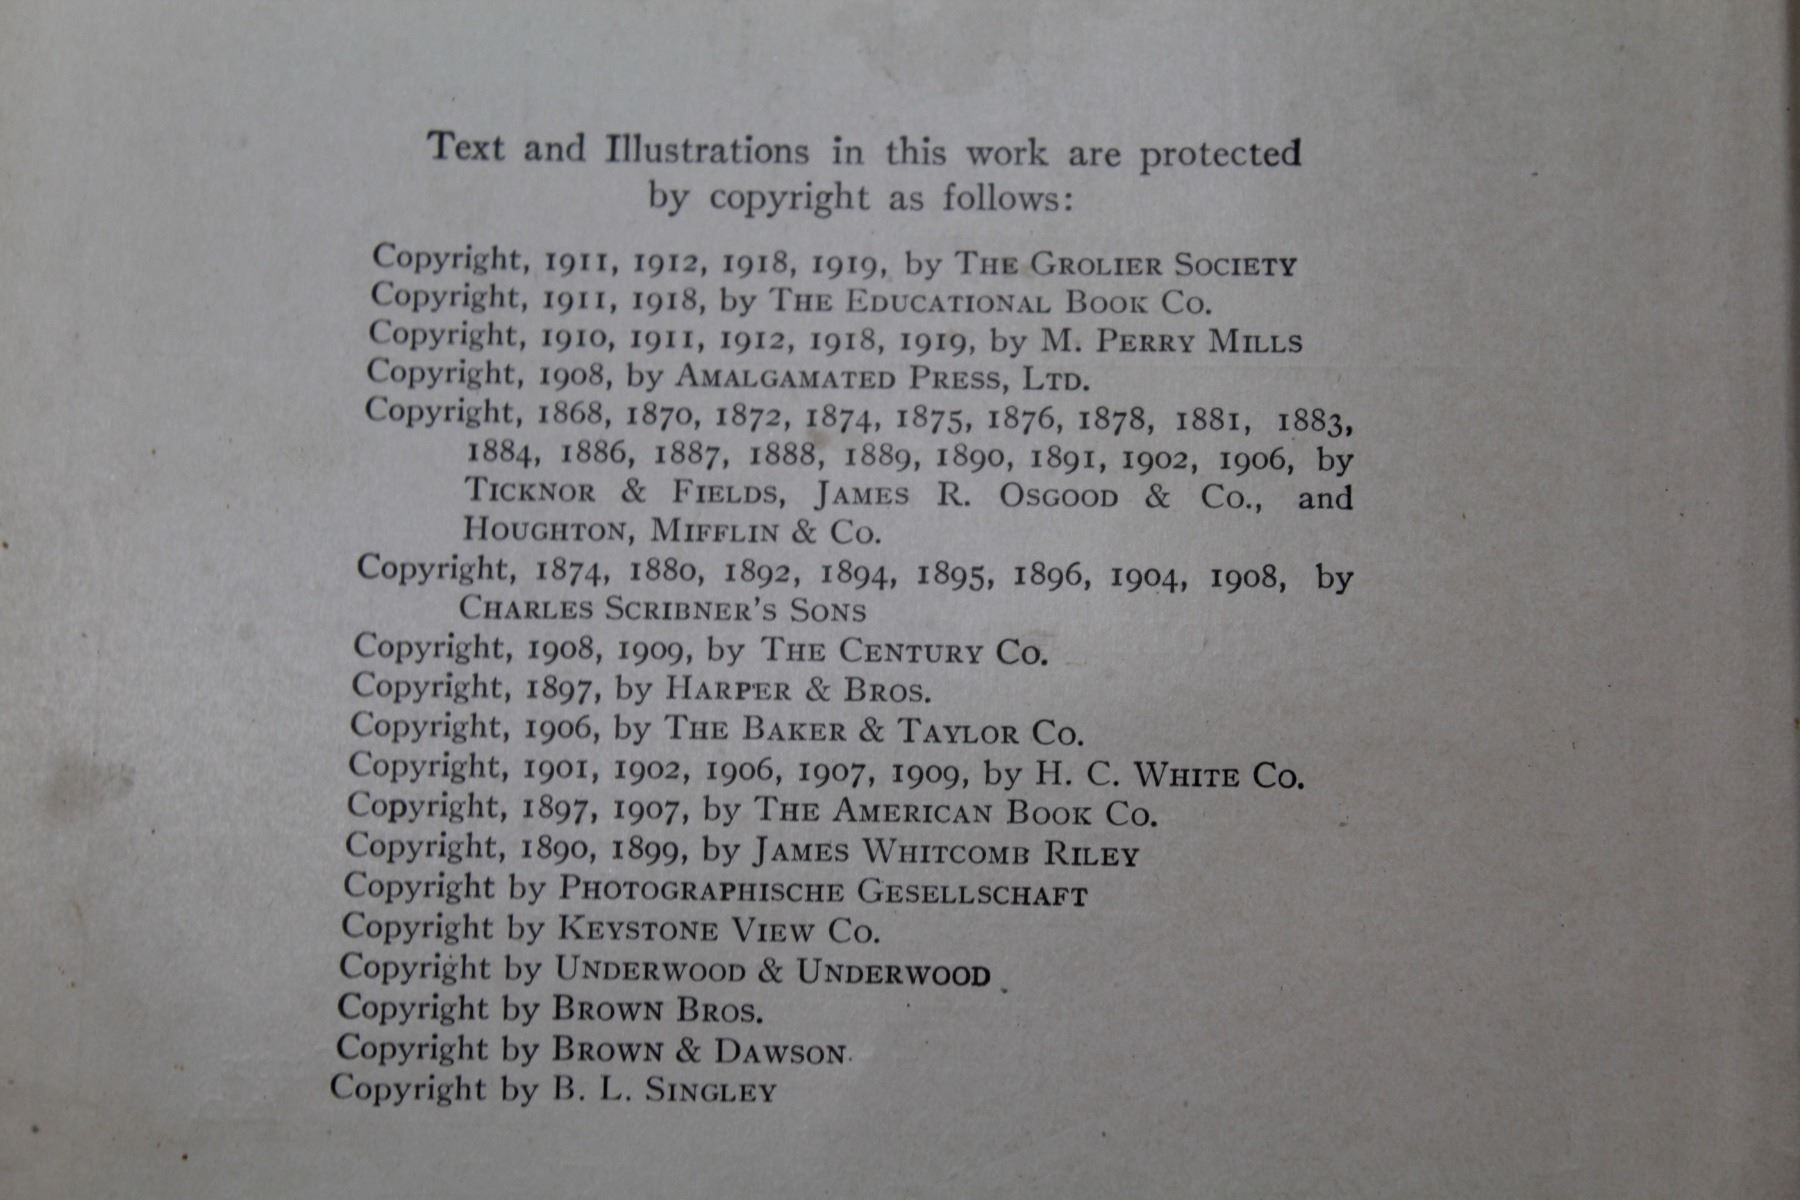 Text and Illustrations in this work are protected
by copyright as follows:
Copyright, 1911, 1912, 1918, 1919, by THE GROLIER SOCIETY
Copyright, 1911, 1918, by THE EDUCATIONAL BOOK CO.
Copyright, 1910, 1911, 1912, 1918, 1919, by M. PERRY MILLS
Copyright, 1908, by AMALGAMATED PRESS, LTD.
Copyright, 1868, 1870, 1872, 1874, 1875, 1876, 1878, 1881, 1883,
1884, 1886, 1887, 1888, 1889, 1890, 1891, 1902, 1906, by
TICKNOR & FIELDS, JAMES R. OSGOOD & CO., and
HOUGHTON, MIFFLIN & CO.
Copyright, 1874, 1880, 1892, 1894, 1895, 1896, 1904, 1908, by
CHARLES SCRIBNER'S SONS
Copyright, 1908, 1909, by THE CENTURY CO.
Copyright, 1897, by HARPER & BROS.
Copyright, 1906, by THE BAKER & TAYLOR CO.
Copyright, 1901, 1902, 1906, 1907, 1909, by H. C. WHITE CO.
Copyright, 1897, 1907, by THE AMERICAN BOOK CO.
Copyright, 1890, 1899, by JAMES WHITCOMB RILEY
Copyright by PHOTOGRAPHISCHE GESELLSCHAFT
Copyright by KEYSTONE VIEW CO.
Copyright by UNDERWOOD & UNDERWOOD
Copyright by BROWN BROS.
Copyright by BROWN & DAWSON
Copyright by B. L. SINGLEY